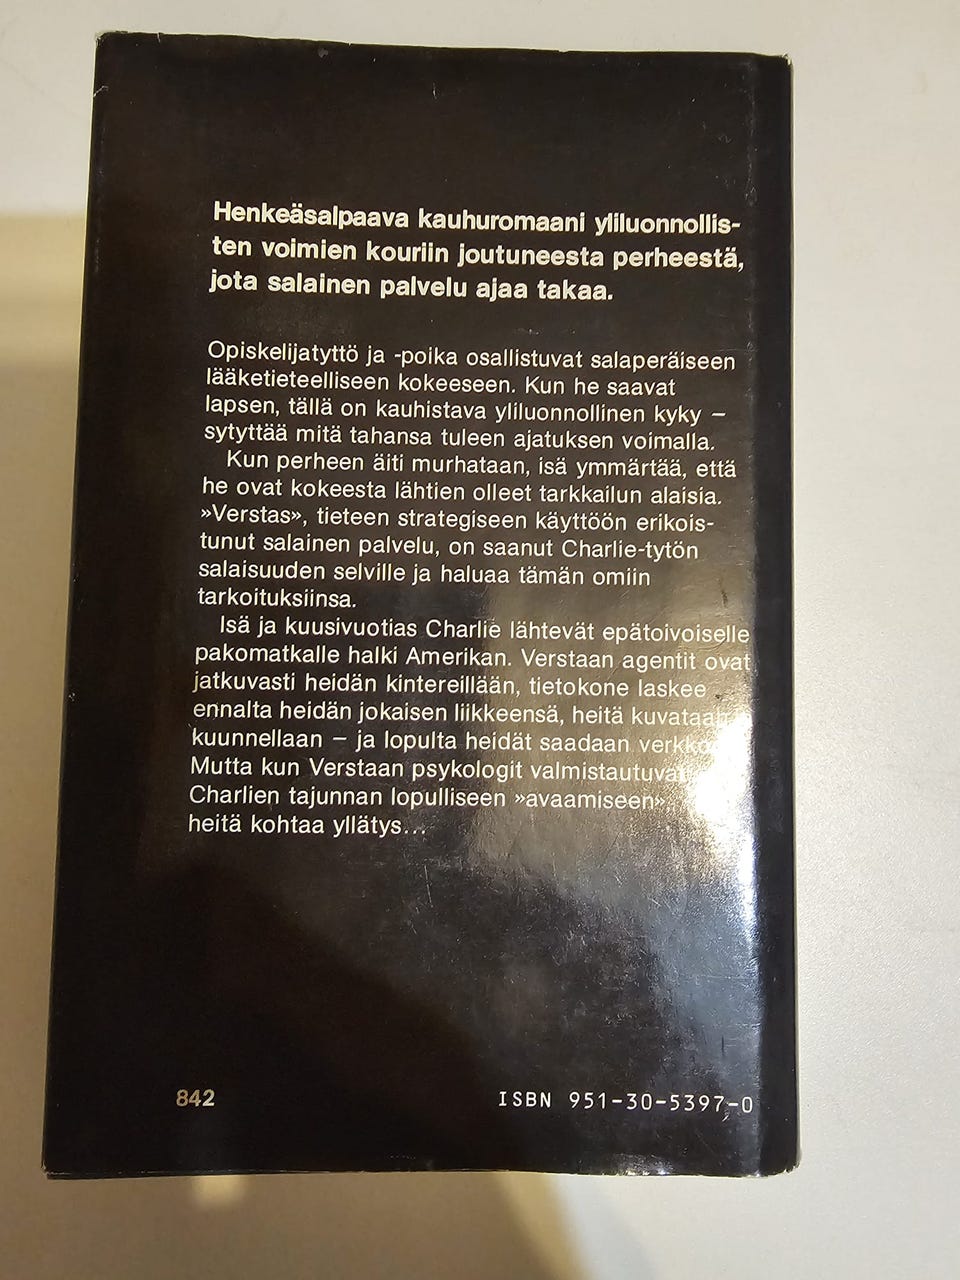 Henkeäsalpaava kauhuromaani yliluonnollis-
ten voimien kouriin joutuneesta perheestä,
jota salainen palvelu ajaa takaa.
Opiskelijatyttö ja -poika osallistuvat salaperäiseen
lääketieteelliseen kokeeseen. Kun he saavat
lapsen, tällä on kauhistava yliluonnollinen kyky –
sytyttää mitä tahansa tuleen ajatuksen voimalla.
Kun perheen äiti murhataan, isä ymmärtää, että
he ovat kokeesta lähtien olleet tarkkailun alaisia.
»Verstas», tieteen strategiseen käyttöön erikois-
tunut salainen palvelu, on saanut Charlie-tytön
salaisuuden selville ja haluaa tämän omiin
tarkoituksiinsa.
Isä ja kuusivuotias Charlie lähtevät epätoivoiselle
pakomatkalle halki Amerikan. Verstaan agentit ovat
jatkuvasti heidän kintereillään, tietokone laskee
ennalta heidän jokaisen liikkeensä, heitä
kuunnellaan – ja lopulta heidät saadaan
Mutta kun Verstaan psykologit valmistautuvat
Charlien tajunnan lopulliseen »avaamiseen»,
heitä kohtaa yllätys...
842
ISBN 951-30-5397-0